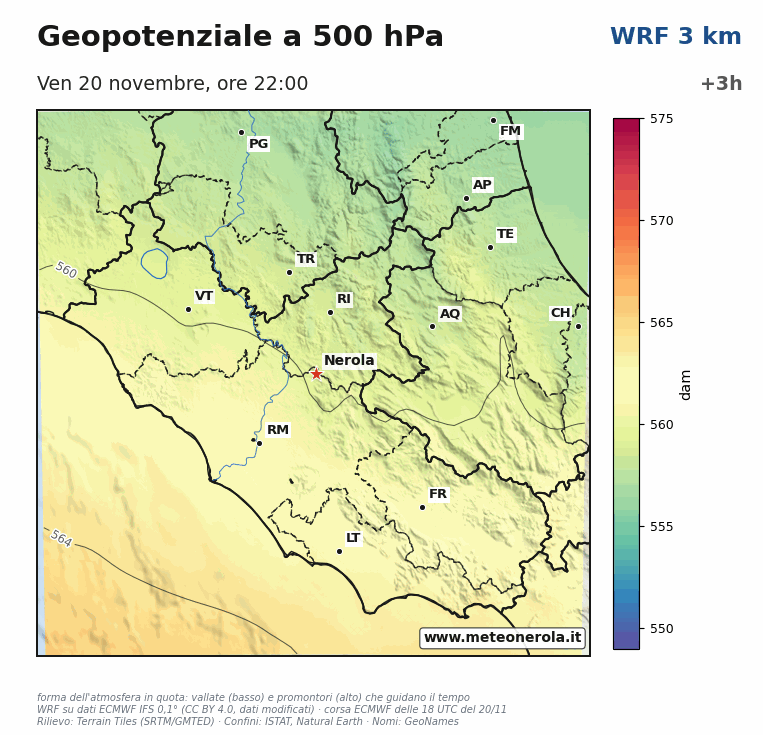 Geopotenziale a 500 hPa
WRF 3 km
Ven 20 novembre, ore 22:00
+3h
FM
PG
AP
TE
TR
560
VT
RI
AQ
CH
Nerola
RM
FR
564
LT
www.meteonerola.it
575
570
565
560
555
550
dam
forma dell'atmosfera in quota: vallate (basso) e promontori (alto) che guidano il tempo
WRF su dati ECMWF IFS 0,1° (CC BY 4.0, dati modificati) · corsa ECMWF delle 18 UTC del 20/11
Rilievo: Terrain Tiles (SRTM/GMTED) · Confini: ISTAT, Natural Earth · Nomi: GeoNames